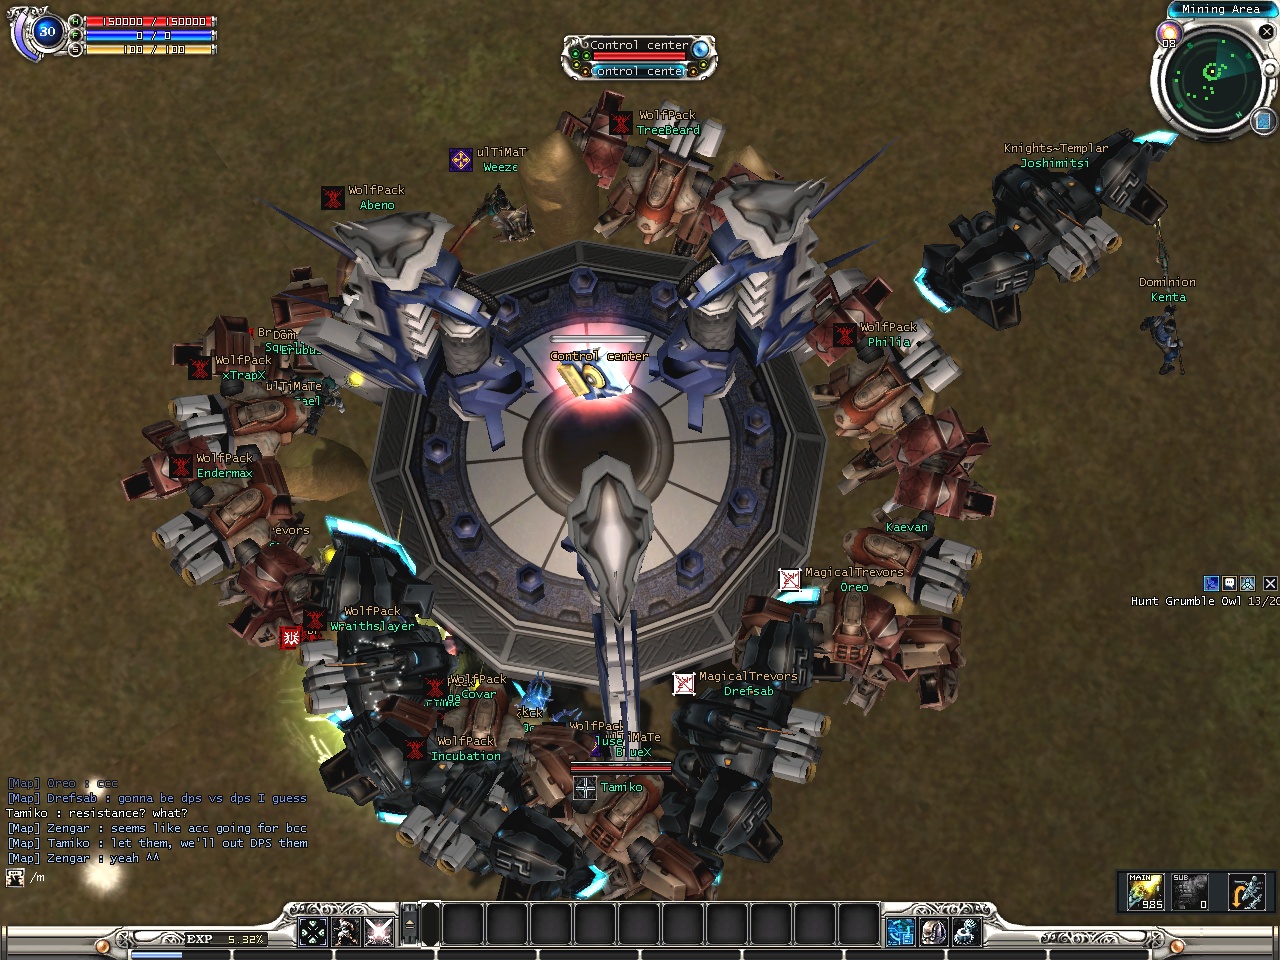 Mining Area
30
H 150000 / 150000
F 0 / 0
S 100 / 100
Control center
Control center
08
N
WolfPack
TreeBeard
Knights~Templar
Joshimitsi
ulTiMaT
Weeze
WolfPack
Abeno
Dominion
Kenta
WolfPack
Philia
Erubus
Control center
WolfPack
xTrapX
ulTiMaTe
WolfPack
Endermax
Kaevan
MagicalTrevors
Oreo
Hunt Grumble Owl 13/20
WolfPack
Wraithslayer
MagicalTrevors
Drefsab
WolfPack
Covar
WolfPack
WolfPack
Incubation
Tamiko
[Map] Oreo : ccc
[Map] Drefsab : gonna be dps vs dps I guess
Tamiko : resistance? what?
[Map] Zengar : seems like acc going for bcc
[Map] Tamiko : let them, we'll out DPS them
[Map] Zengar : yeah ^^
/m
MAIN
985
SUB
0
EXP 5.32%